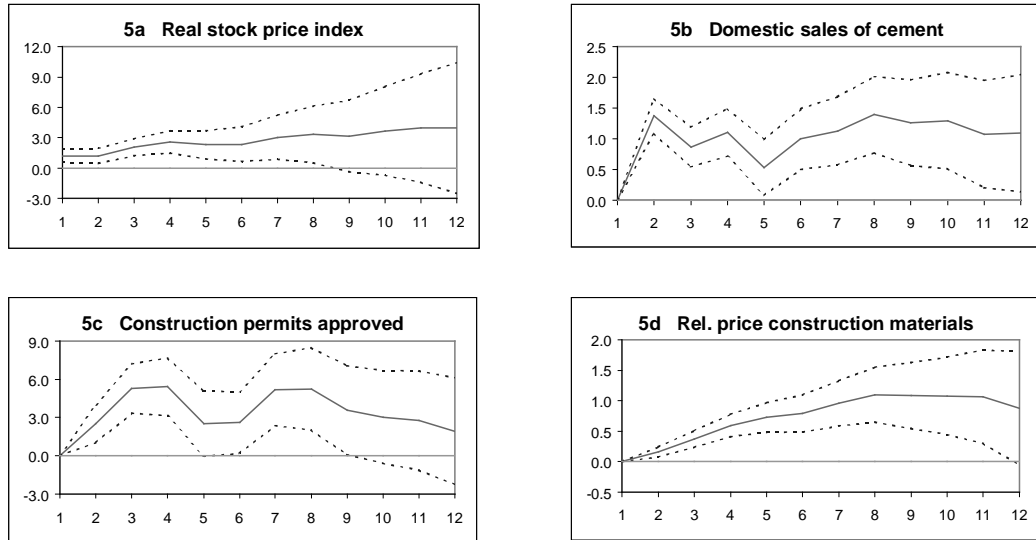 5a Real stock price index
12.0
9.0
6.0
3.0
0.0
-3.0
1 2 3 4 5 6 7 8 9 10 11 12
5b Domestic sales of cement
2.5
2.0
1.5
1.0
0.5
0.0
1 2 3 4 5 6 7 8 9 10 11 12
5c Construction permits approved
9.0
6.0
3.0
0.0
-3.0
1 2 3 4 5 6 7 8 9 10 11 12
5d Rel. price construction materials
2.0
1.5
1.0
0.5
0.0
-0.5
1 2 3 4 5 6 7 8 9 10 11 12